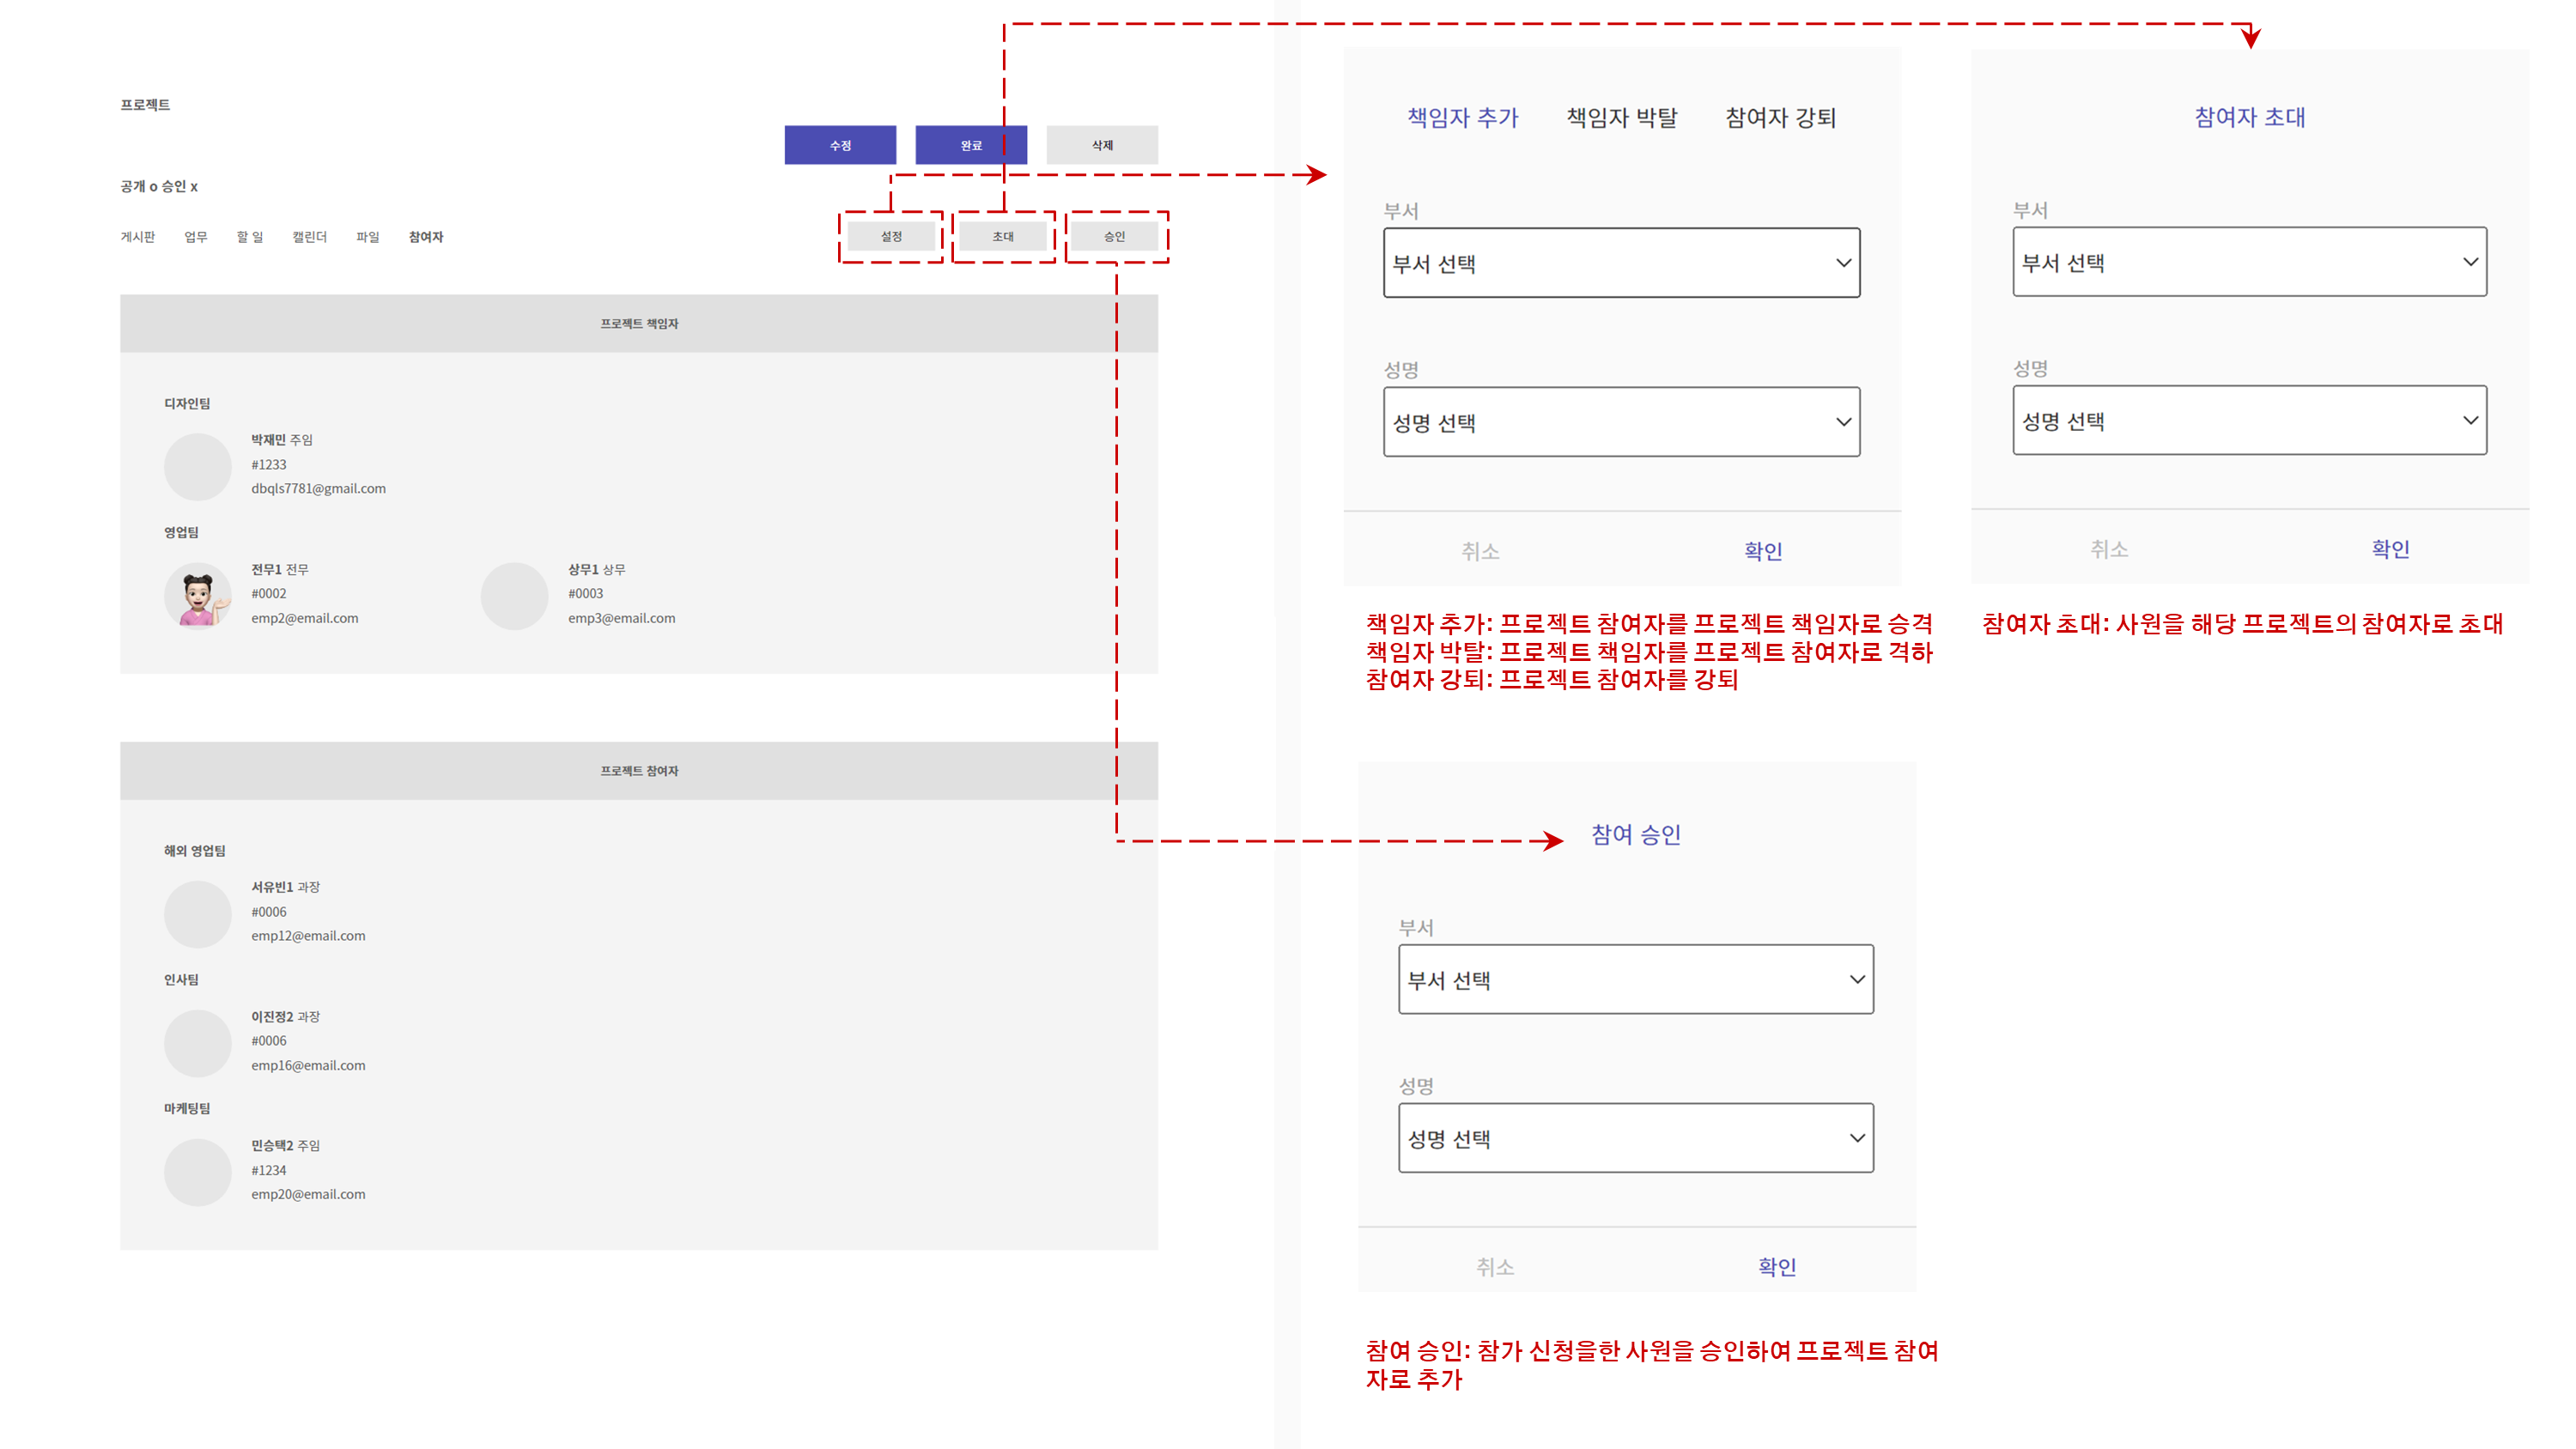 프로젝트
수정
완료
삭제
공개 o 승인 x
게시판 업무 할 일 캘린더 파일 참여자
설정
초대
승인
프로젝트 책임자
디자인팀
박재민 주임
#1233
dbqls7781@gmail.com
영업팀
전무1 전무
#0002
emp2@email.com
상무1 상무
#0003
emp3@email.com
프로젝트 참여자
해외 영업팀
서유빈1 과장
#0006
emp12@email.com
인사팀
이진정2 과장
#0006
emp16@email.com
마케팅팀
민승택2 주임
#1234
emp20@email.com
책임자 추가 책임자 박탈 참여자 강퇴
부서
부서 선택
성명
성명 선택
취소 확인
책임자 추가: 프로젝트 참여자를 프로젝트 책임자로 승격
책임자 박탈: 프로젝트 책임자를 프로젝트 참여자로 격하
참여자 강퇴: 프로젝트 참여자를 강퇴
참여자 초대
부서
부서 선택
성명
성명 선택
취소 확인
참여자 초대: 사원을 해당 프로젝트의 참여자로 초대
참여 승인
부서
부서 선택
성명
성명 선택
취소 확인
참여 승인: 참가 신청을한 사원을 승인하여 프로젝트 참여
자로 추가